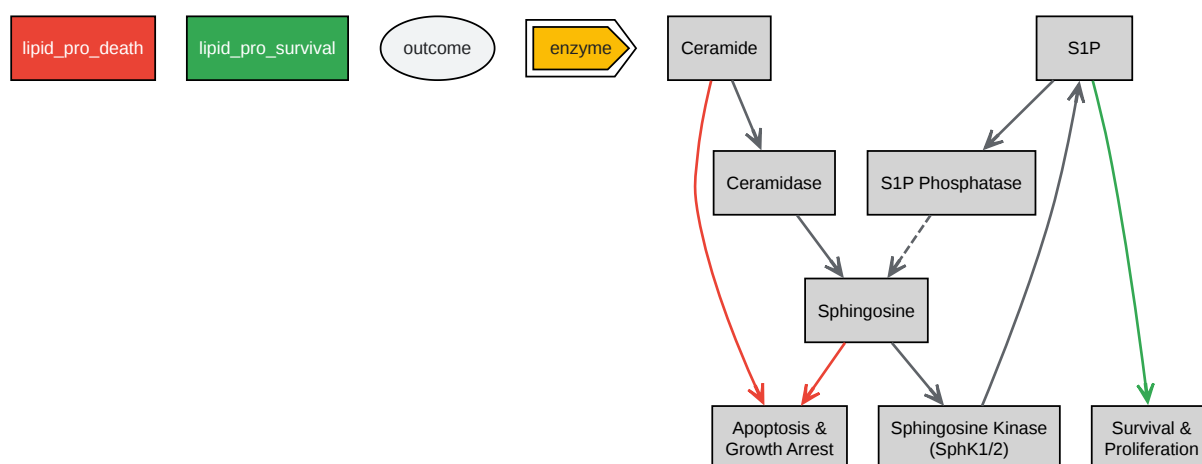 lipid_pro_death
lipid_pro_survival
outcome
enzyme
Ceramide
S1P
Ceramidase
S1P Phosphatase
Sphingosine
Apoptosis &
Growth Arrest
Sphingosine Kinase
(SphK1/2)
Survival &
Proliferation